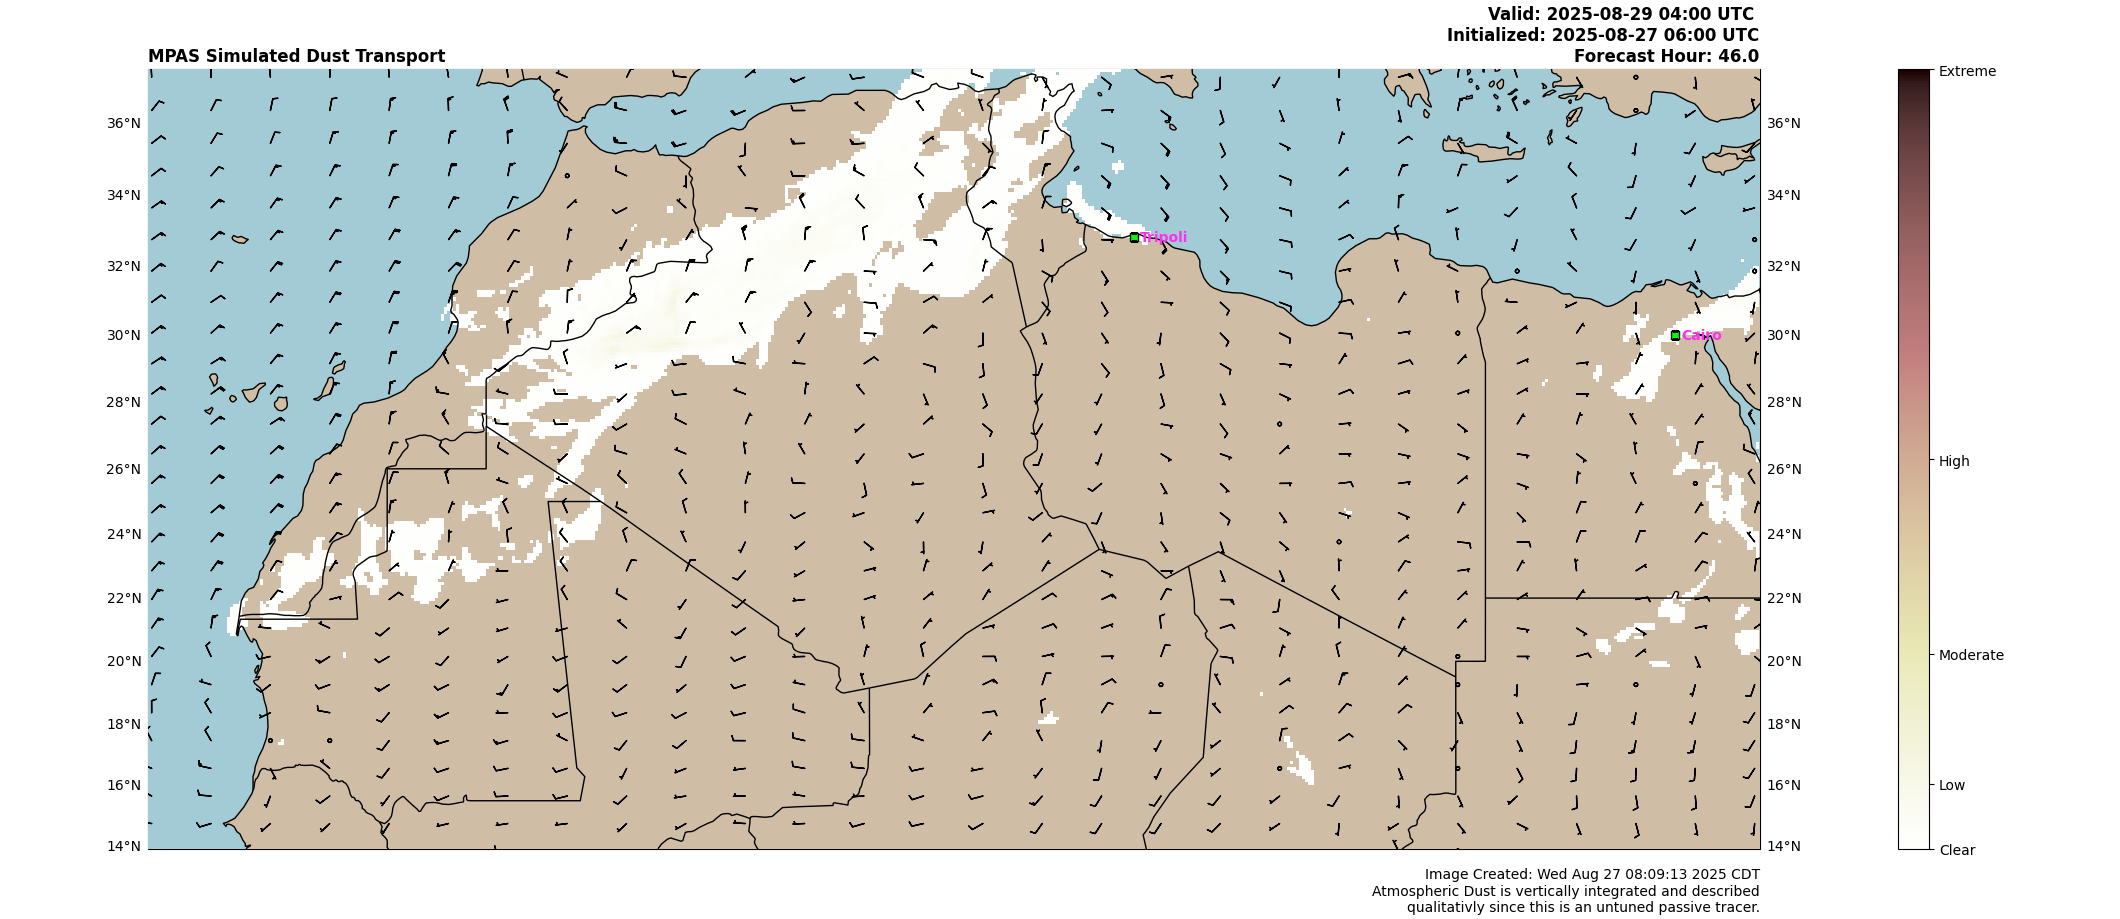 Valid: 2025-08-29 04:00 UTC
Initialized: 2025-08-27 06:00 UTC
MPAS Simulated Dust Transport
Forecast Hour: 46.0
Extreme
36°N
36°N
34°N
34°N
Tripoli
32°N
32°N
30°N
Cairo
30°N
28°N
28°N
High
26°N
26°N
24°N
24°N
22°N
22°N
20°N
20°N
Moderate
18°N
18°N
16°N
16°N
Low
14°N
14°N
Clear
Image Created: Wed Aug 27 08:09:13 2025 CDT
Atmospheric Dust is vertically integrated and described
qualitativly since this is an untuned passive tracer.